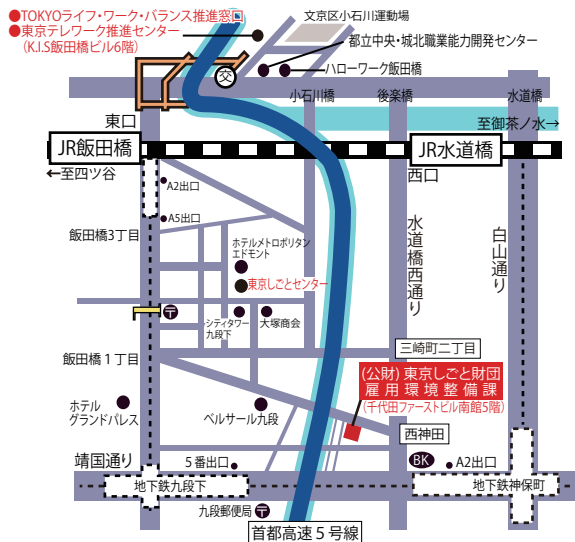 ●TOKYOライフ・ワーク・バランス推進窓口
●東京テレワーク推進センター
（K.I.S飯田橋ビル6階）
文京区小石川運動場
都立中央・城北職業能力開発センター
交
ハローワーク飯田橋
小石川橋
後楽橋
水道橋
東口
至御茶ノ水→
JR飯田橋
JR水道橋
←至四ツ谷
西口
A2出口
A5出口
飯田橋3丁目
ホテルメトロポリタン
エドモント
水道橋西通り
白山通り
東京しごとセンター
〒
シティタワー
九段下
大塚商会
三崎町二丁目
飯田橋1丁目
(公財)東京しごと財団
雇用環境整備課
(千代田ファーストビル南館5階)
ホテル
グランドパレス
ベルサール九段
西神田
靖国通り
5番出口
BK
A2出口
地下鉄九段下
地下鉄神保町
九段郵便局
〒
首都高速5号線